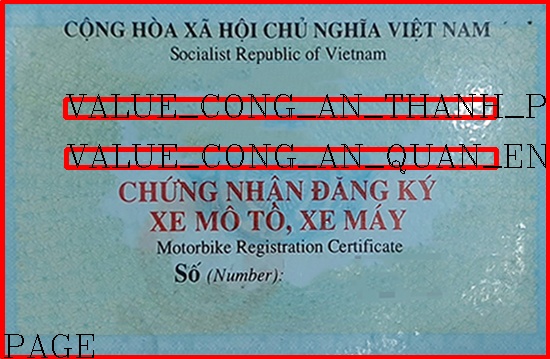 CỘNG HÒA XÃ HỘI CHỦ NGHĨA VIỆT NAM
Socialist Republic of Vietnam
VALUE_CONG_AN_THANH_P
VALUE_CONG_AN_QUAN_EN
CHỨNG NHẬN ĐĂNG KÝ
XE MÔ TÔ, XE MÁY
Motorbike Registration Certificate
Số (Number):
PAGE